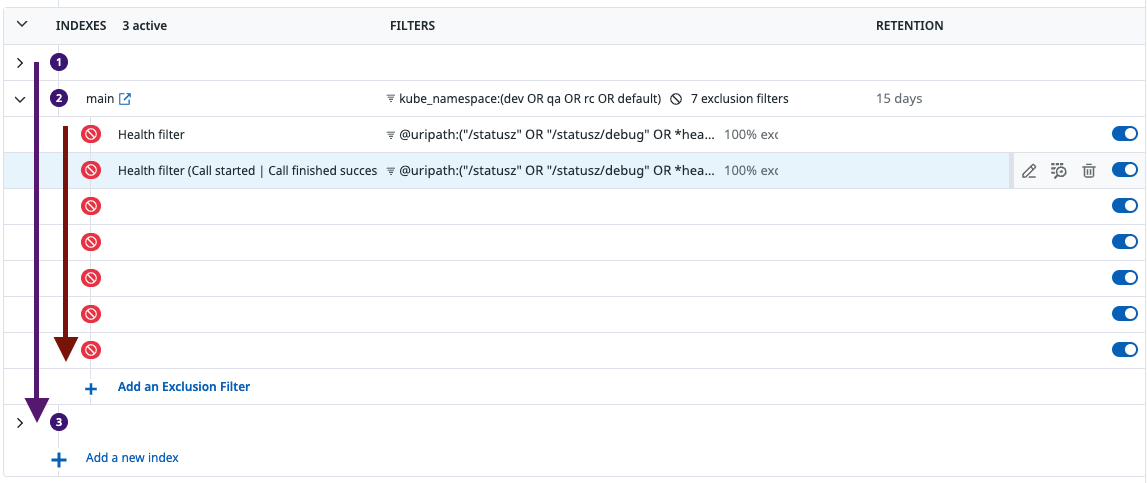 INDEXES 3 active FILTERS RETENTION
1
2 main kube_namespace:(dev OR qa OR rc OR default) 7 exclusion filters 15 days
Health filter @uripath:("/statusz" OR "/statusz/debug" OR *hea... 100% exc
Health filter (Call started | Call finished succes @uripath:("/statusz" OR "/statusz/debug" OR *hea... 100% exc
Add an Exclusion Filter
3
Add a new index